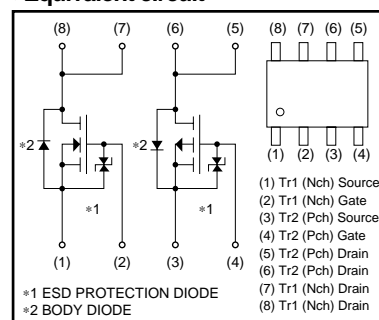 Equivalent circuit
(8) (7) (6) (5)
(8) (7) (6) (5)
∗2
∗2
∗1
∗1
(1) (2) (3) (4)
(1) (2) (3) (4)
(1) Tr1 (Nch) Source
(2) Tr1 (Nch) Gate
(3) Tr2 (Pch) Source
(4) Tr2 (Pch) Gate
(5) Tr2 (Pch) Drain
(6) Tr2 (Pch) Drain
(7) Tr1 (Nch) Drain
(8) Tr1 (Nch) Drain
∗1 ESD PROTECTION DIODE
∗2 BODY DIODE